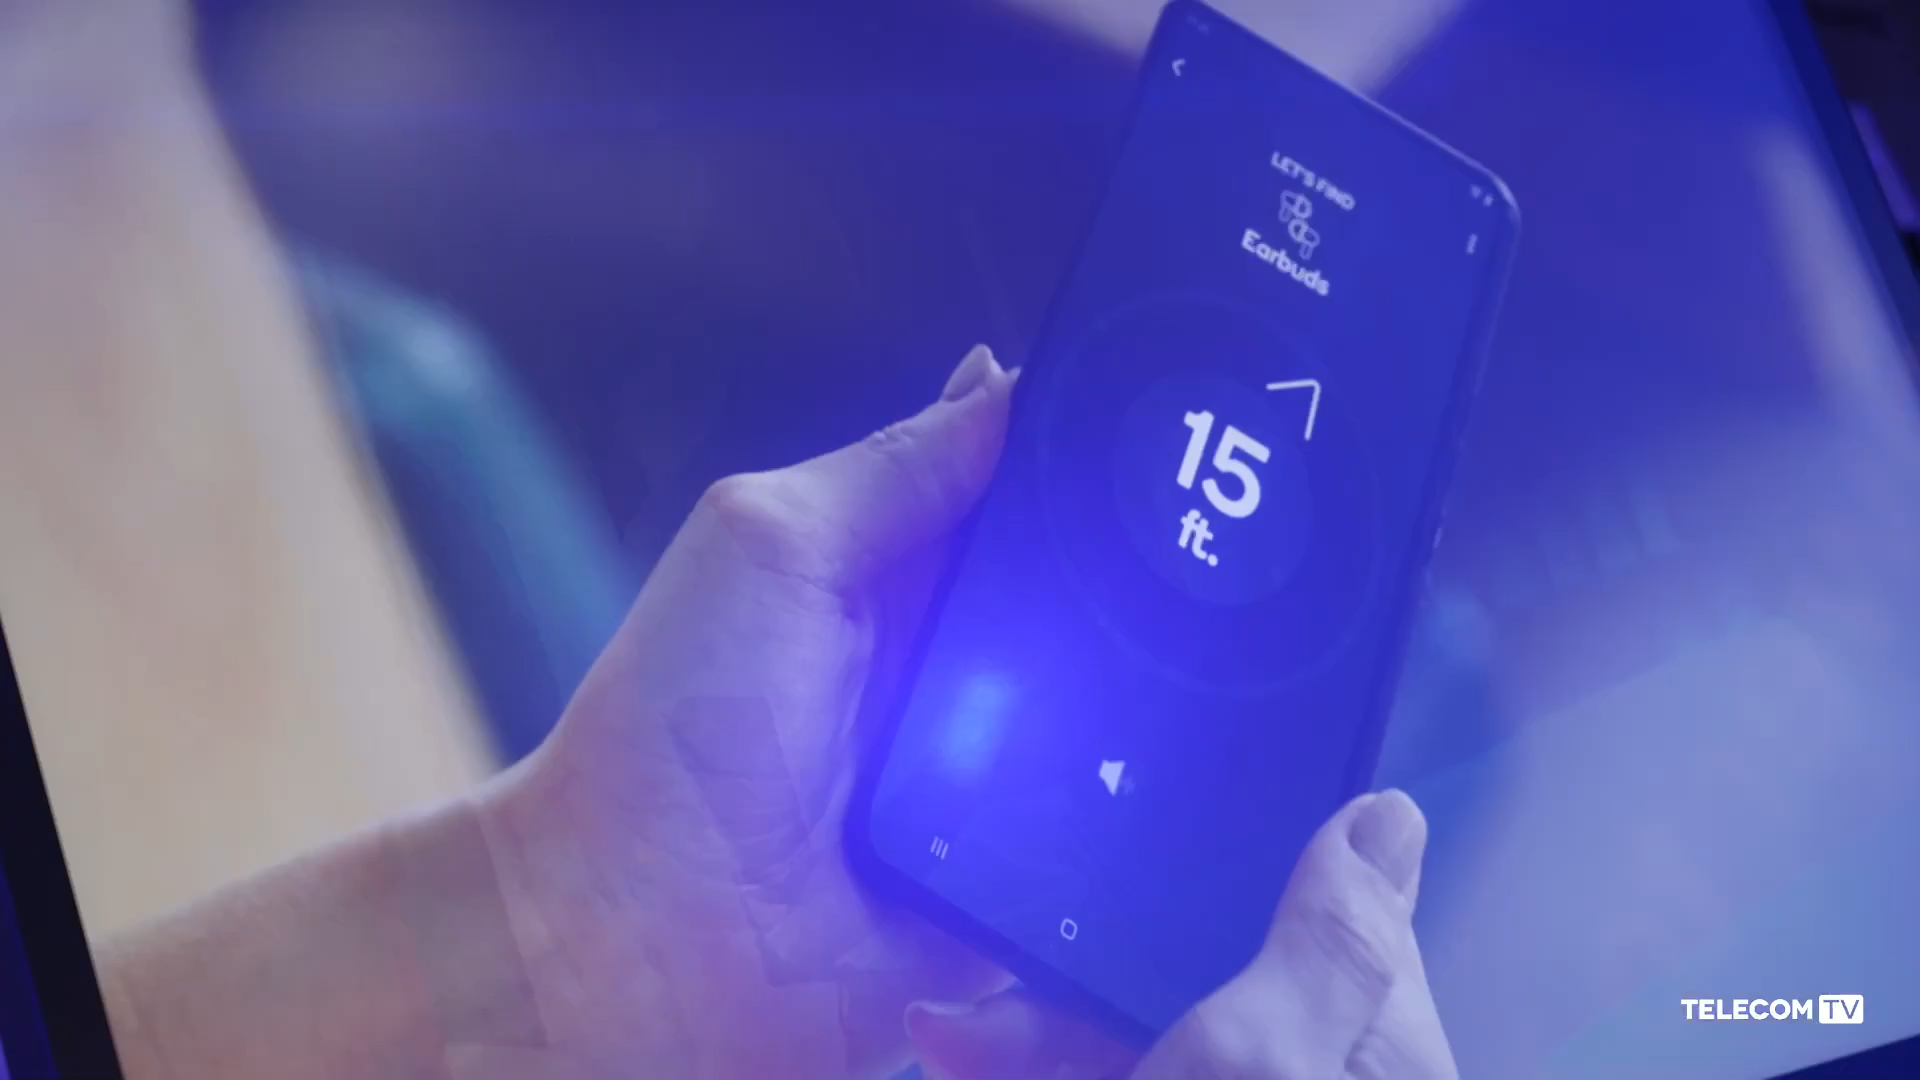 LET'S FIND
Earbuds
15
ft.
TELECOM TV